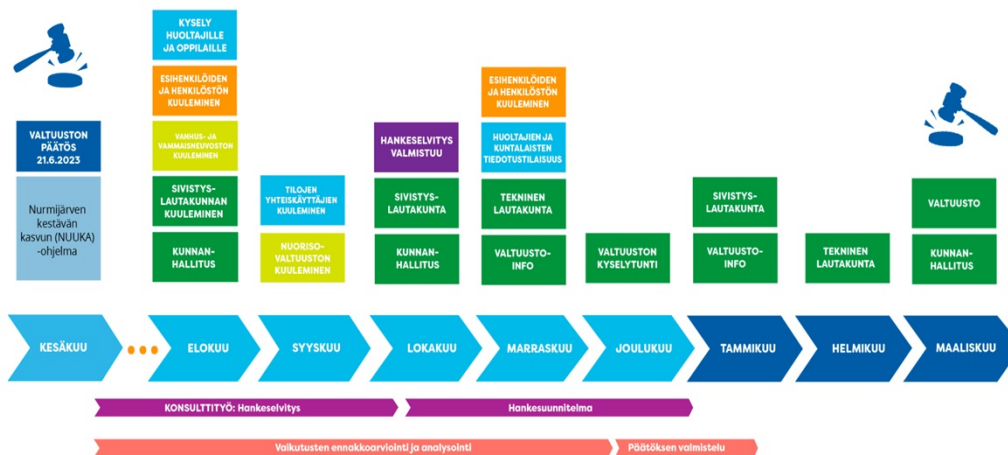 VALTUUSTON
PÄÄTÖS
21.6.2023
Nurmijärven
kestävän
kasvun (NUUKA)
-ohjelma
KYSELY
HUOLTAJILLE
JA OPPILAILLE
ESIHENKILÖIDEN
JA HENKILÖSTÖN
KUULEMINEN
VANHUS- JA
VAMMAISNEUVOSTON
KUULEMINEN
SIVISTYS-
LAUTAKUNNAN
KUULEMINEN
KUNNAN-
HALLITUS
TILOJEN
YHTEISKÄYTTÄJIEN
KUULEMINEN
NUORISO-
VALTUUSTON
KUULEMINEN
HANKESELVITYS
VALMISTUU
SIVISTYS-
LAUTAKUNTA
KUNNAN-
HALLITUS
ESIHENKILÖIDEN
JA HENKILÖSTÖN
KUULEMINEN
HUOLTAJIEN JA
KUNTALAISTEN
TIEDOTUSTILAISUUS
TEKNINEN
LAUTAKUNTA
VALTUUSTO-
INFO
VALTUUSTON
KYSELYTUNTI
SIVISTYS-
LAUTAKUNTA
VALTUUSTO-
INFO
TEKNINEN
LAUTAKUNTA
VALTUUSTO
KUNNAN-
HALLITUS
KESÄKUU
ELOKUU
SYYSKUU
LOKAKUU
MARRASKUU
JOULUKUU
TAMMIKUU
HELMIKUU
MAALISKUU
KONSULTTITYÖ: Hankeselvitys
Hankesuunnitelma
Vaikutusten ennakkoarviointi ja analysointi
Päätöksen valmistelu